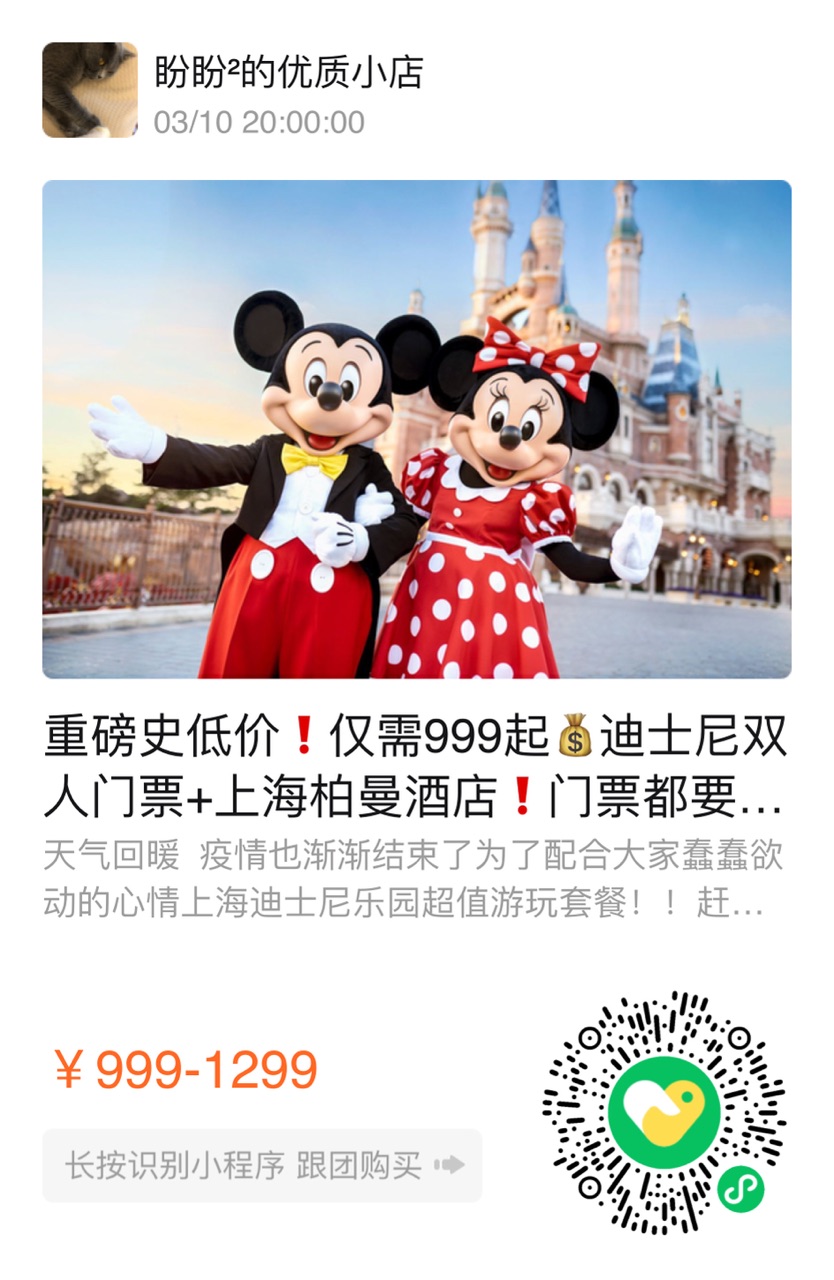 盼盼²的优质小店
03/10 20:00:00
重磅史低价❗仅需999起💰迪士尼双
人门票+上海柏曼酒店❗门票都要...
天气回暖 疫情也渐渐结束了为了配合大家蠢蠢欲
动的心情上海迪士尼乐园超值游玩套餐！！赶...
￥999-1299
长按识别小程序 跟团购买